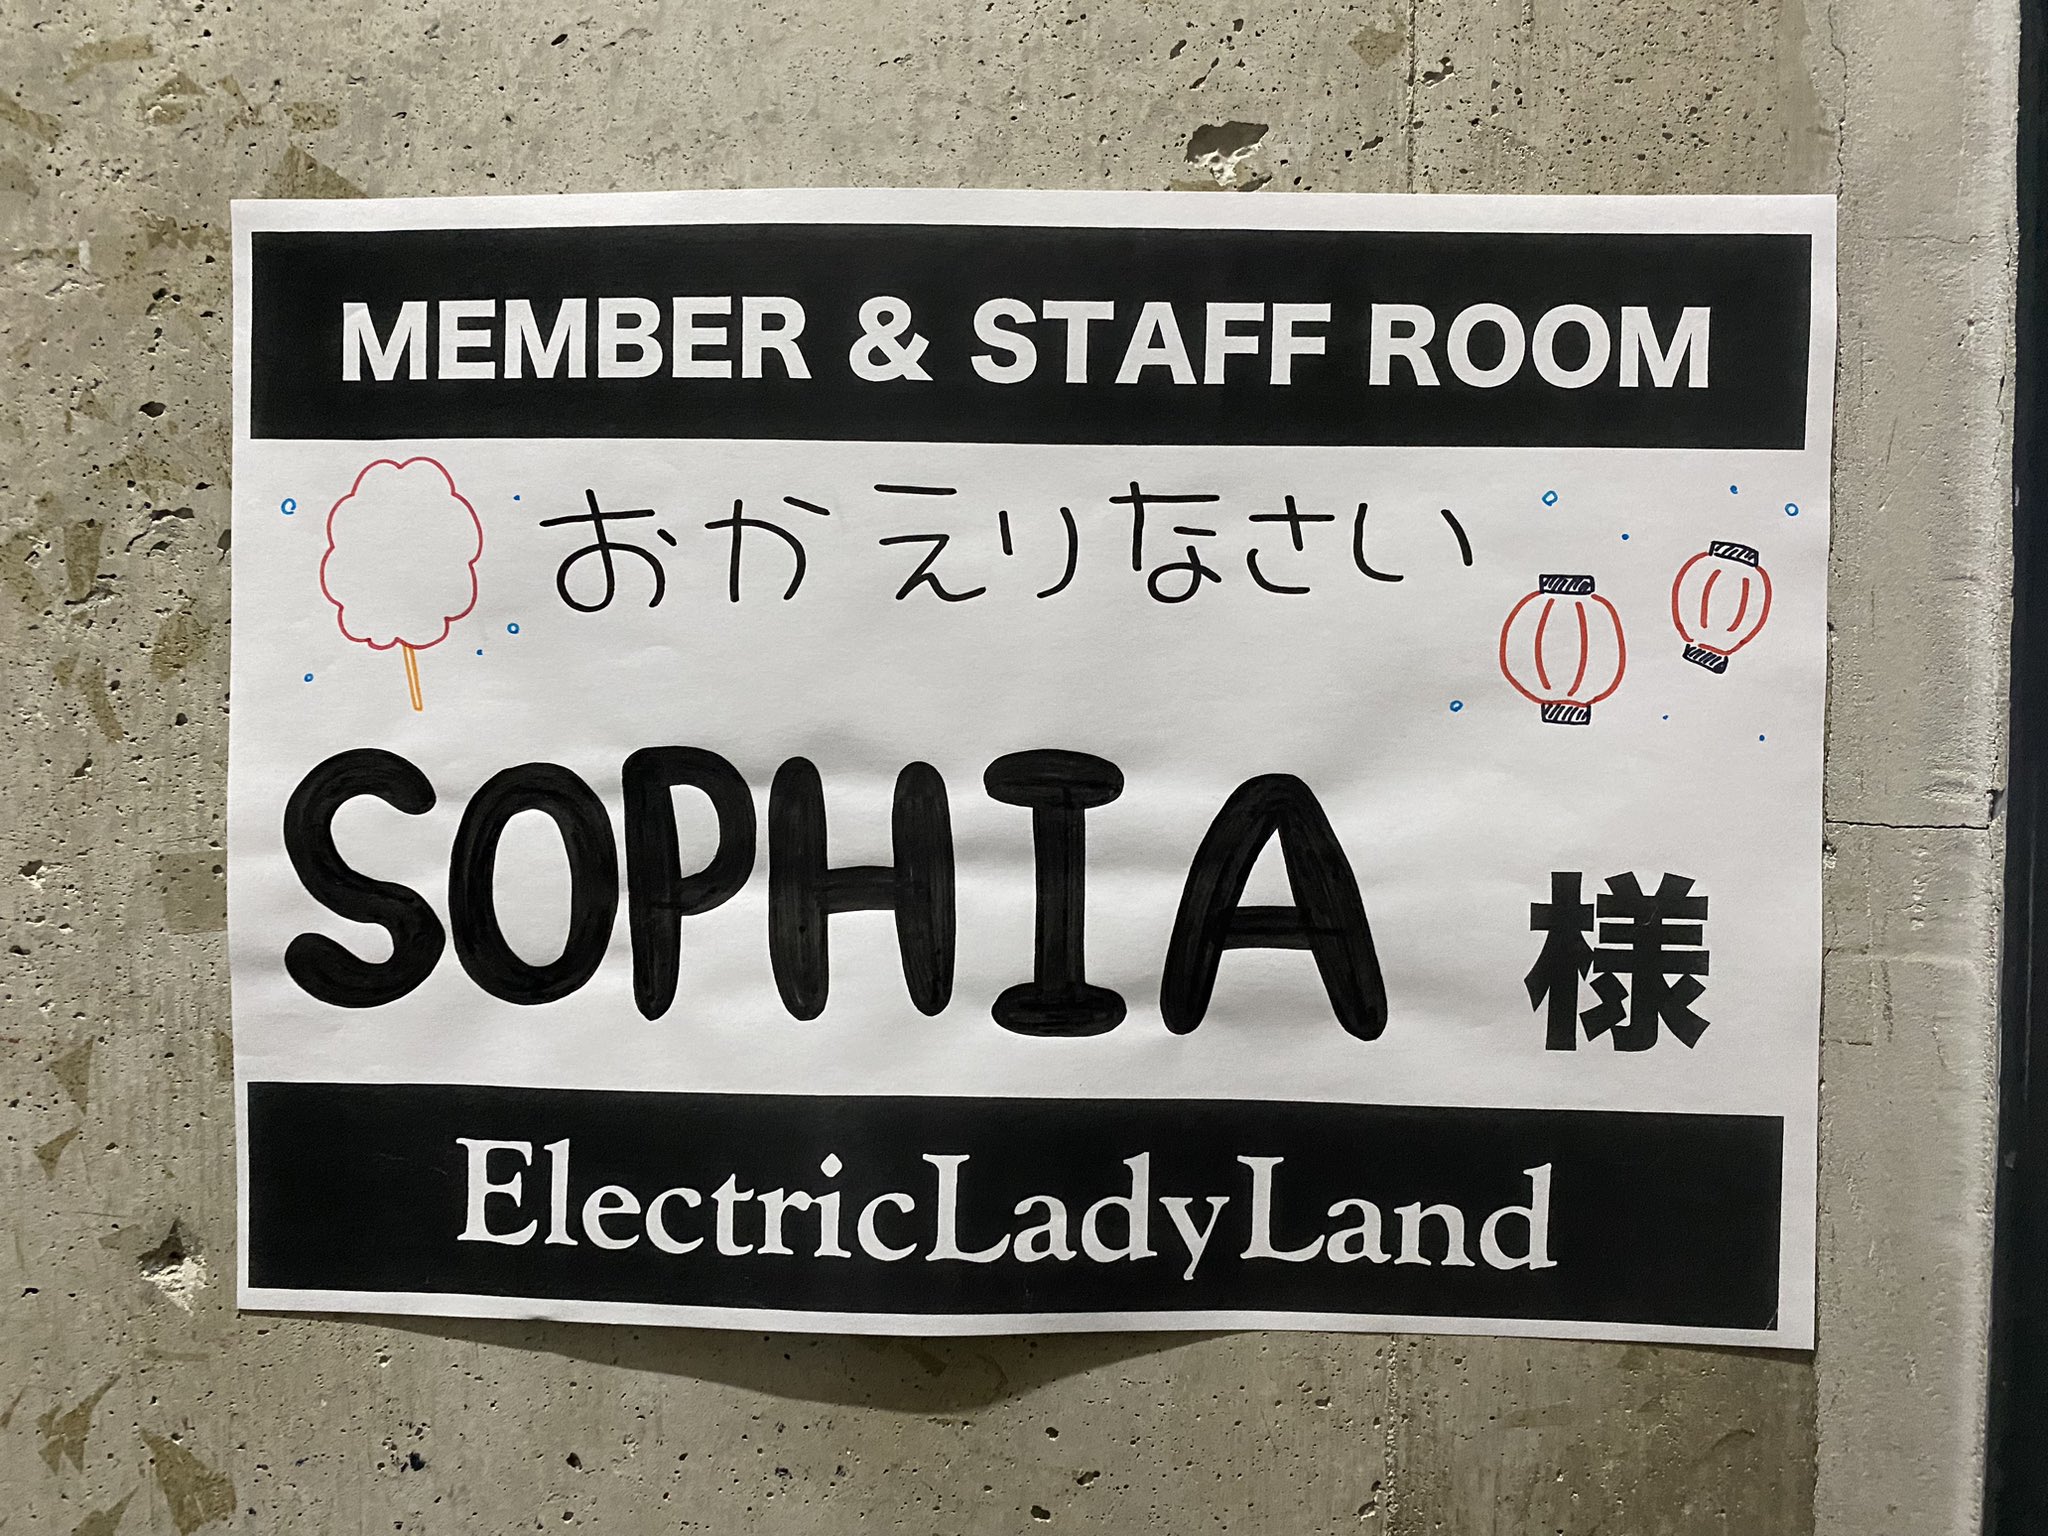 MEMBER & STAFF ROOM
おかえりなさい
SOPHIA 様
ElectricLadyLand